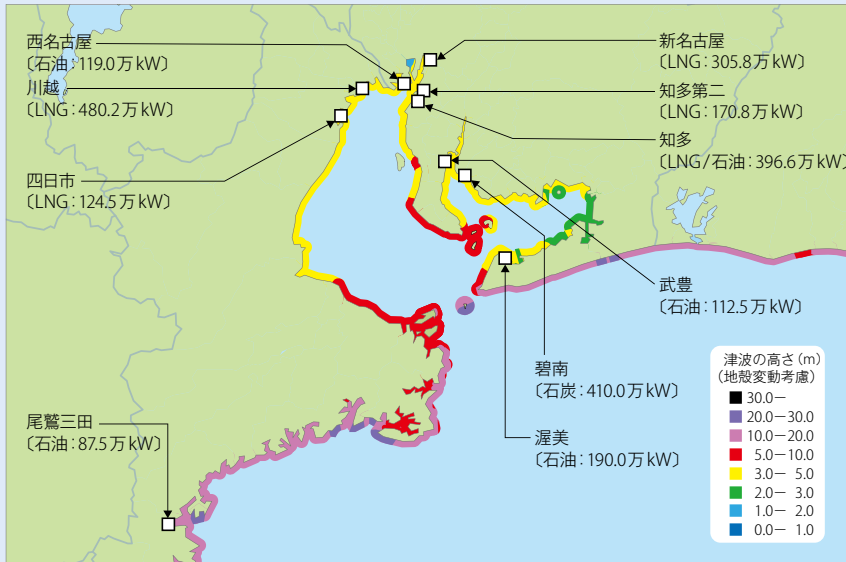 西名古屋
〔石油：119.0万kW〕
川越
〔LNG：480.2万kW〕
四日市
〔LNG：124.5万kW〕
尾鷲三田
〔石油：87.5万kW〕
新名古屋
〔LNG：305.8万kW〕
知多第二
〔LNG：170.8万kW〕
知多
〔LNG/石油：396.6万kW〕
武豊
〔石油：112.5万kW〕
碧南
〔石炭：410.0万kW〕
渥美
〔石油：190.0万kW〕
津波の高さ（m）
（地殻変動考慮）
30.0－
20.0－30.0
10.0－20.0
5.0－10.0
3.0－ 5.0
2.0－ 3.0
1.0－ 2.0
0.0－ 1.0